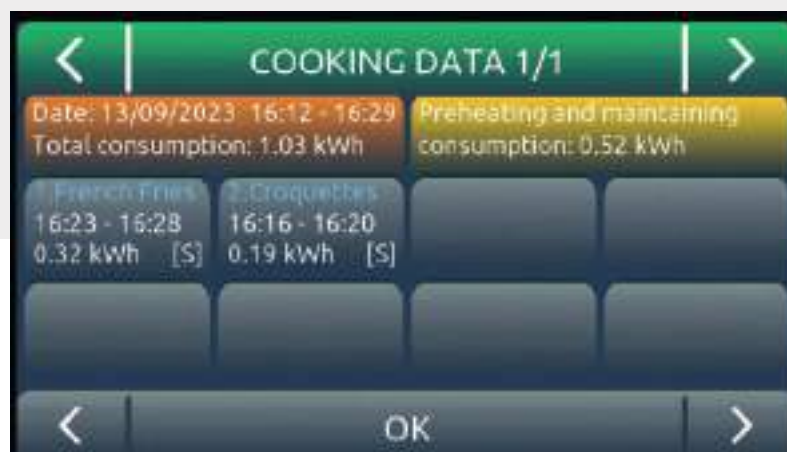 COOKING DATA 1/1
Date: 13/09/2023 16:12 - 16:29
Total consumption: 1.03 kWh
Preheating and maintaining
consumption: 0.52 kWh
1.French Fries
16:23 - 16:28
0.32 kWh [S]
2.Croquettes
16:16 - 16:20
0.19 kWh [S]
OK